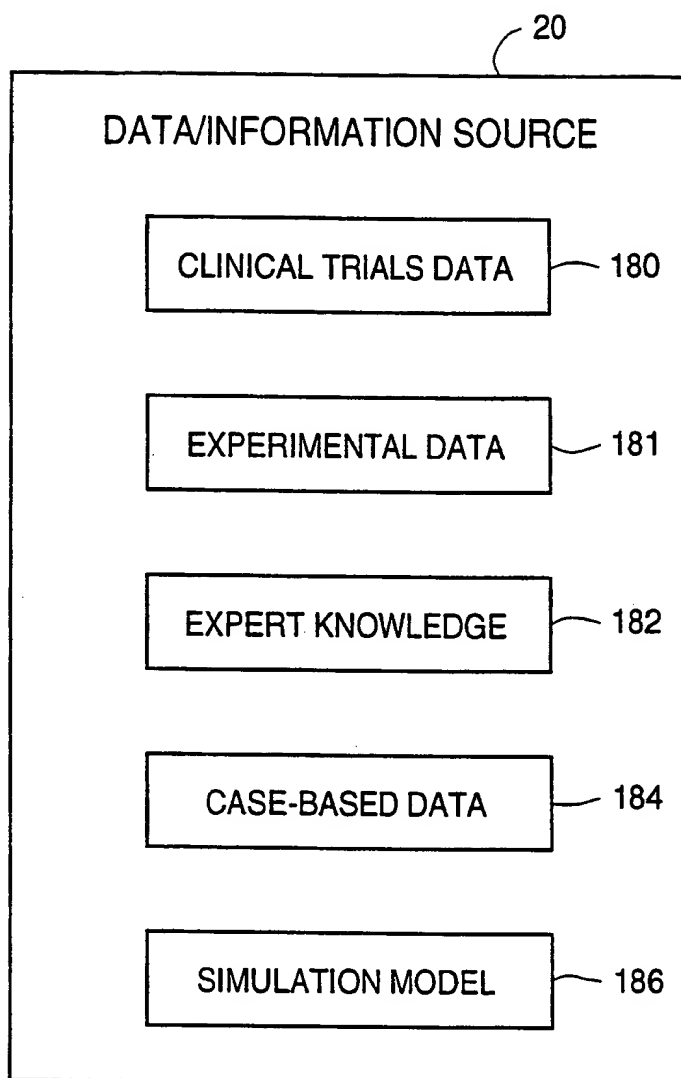 20
DATA/INFORMATION SOURCE
CLINICAL TRIALS DATA 180
EXPERIMENTAL DATA 181
EXPERT KNOWLEDGE 182
CASE-BASED DATA 184
SIMULATION MODEL 186